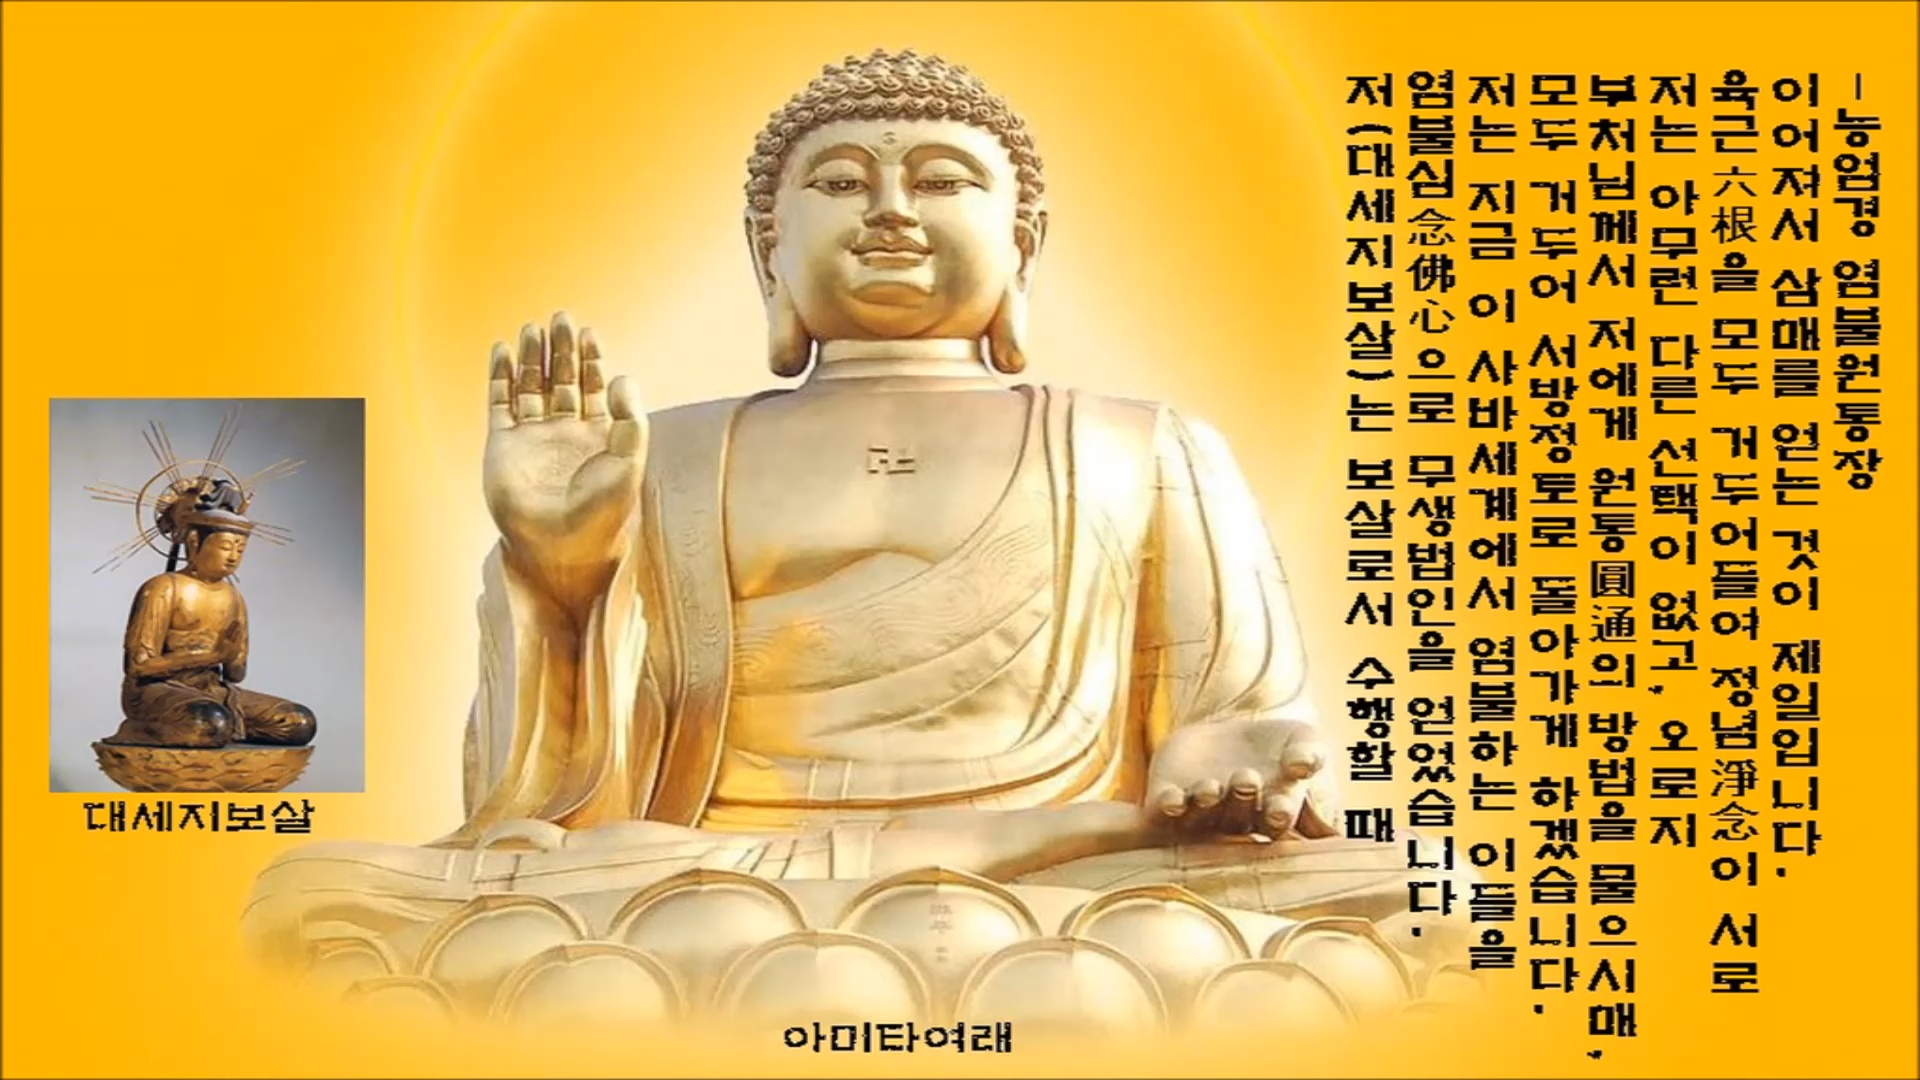 저(대세지보살)는 보살로서 수행할 때
염불심念佛心으로 무생법인을 얻었습니다.
저는 지금 이 사바세계에서 염불하는 이들을
모두 거두어 서방정토로 돌아가게 하겠습니다.
부처님께서 저에게 원통圓通의 방법을 물으시매,
저는 아무런 다른 선택이 없고, 오로지
육근六根을 모두 거두어들여 정념淨念이 서로
이어져서 삼매를 얻는 것이 제일입니다.
-능엄경 염불원통장
대세지보살
아미타여래